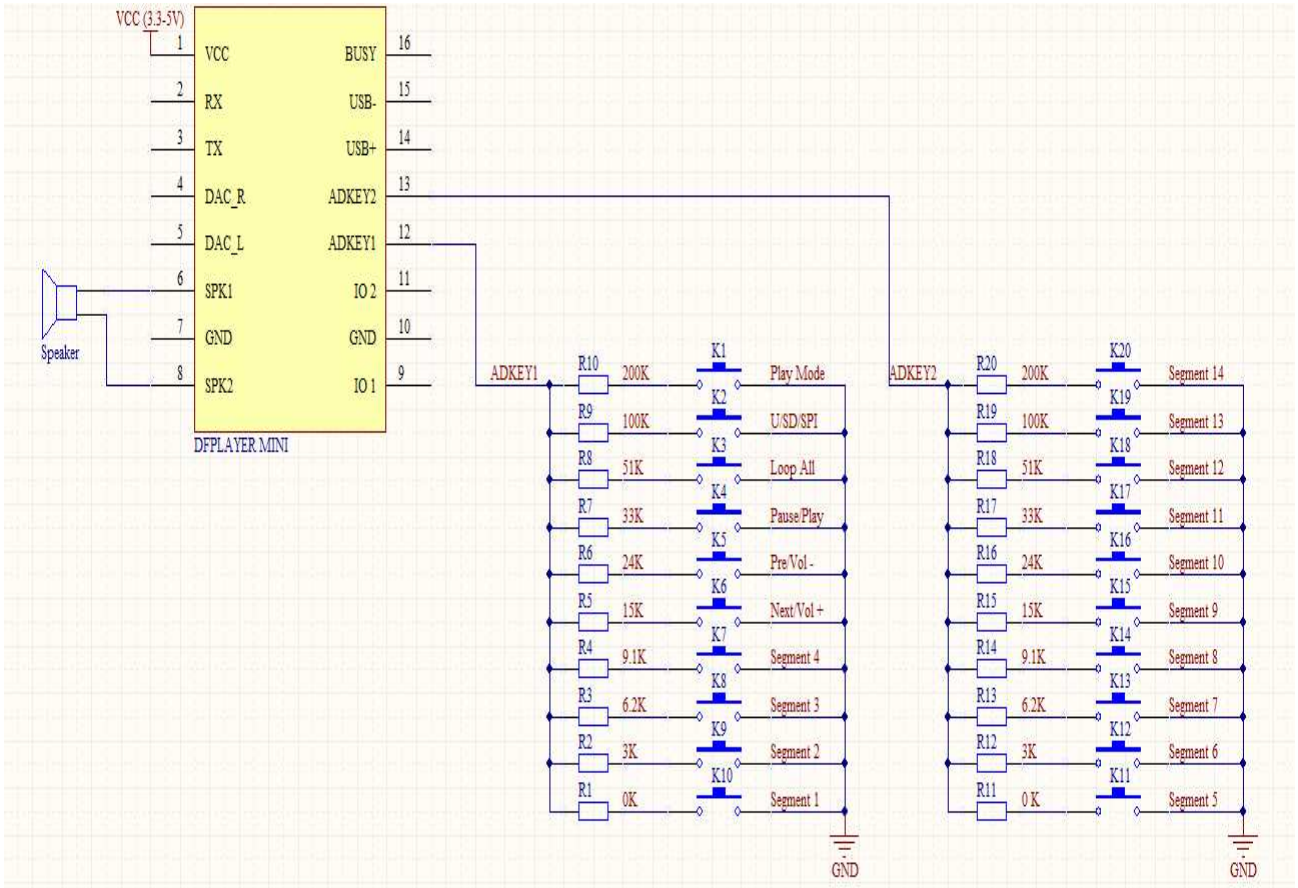 VCC (3.3-5V)
1 VCC BUSY 16
2 RX USB- 15
3 TX USB+ 14
4 DAC_R ADKEY2 13
5 DAC_L ADKEY1 12
6 SPK1 IO 2 11
7 GND GND 10
8 SPK2 IO 1 9
Speaker
DFPLAYER MINI
ADKEY1
R10 200K K1 Play Mode
R9 100K K2 U/SD/SPI
R8 51K K3 Loop All
R7 33K K4 Pause/Play
R6 24K K5 Pre/Vol -
R5 15K K6 Next/Vol +
R4 9.1K K7 Segment 4
R3 6.2K K8 Segment 3
R2 3K K9 Segment 2
R1 0K K10 Segment 1
GND
ADKEY2
R20 200K K20 Segment 14
R19 100K K19 Segment 13
R18 51K K18 Segment 12
R17 33K K17 Segment 11
R16 24K K16 Segment 10
R15 15K K15 Segment 9
R14 9.1K K14 Segment 8
R13 6.2K K13 Segment 7
R12 3K K12 Segment 6
R11 0 K K11 Segment 5
GND